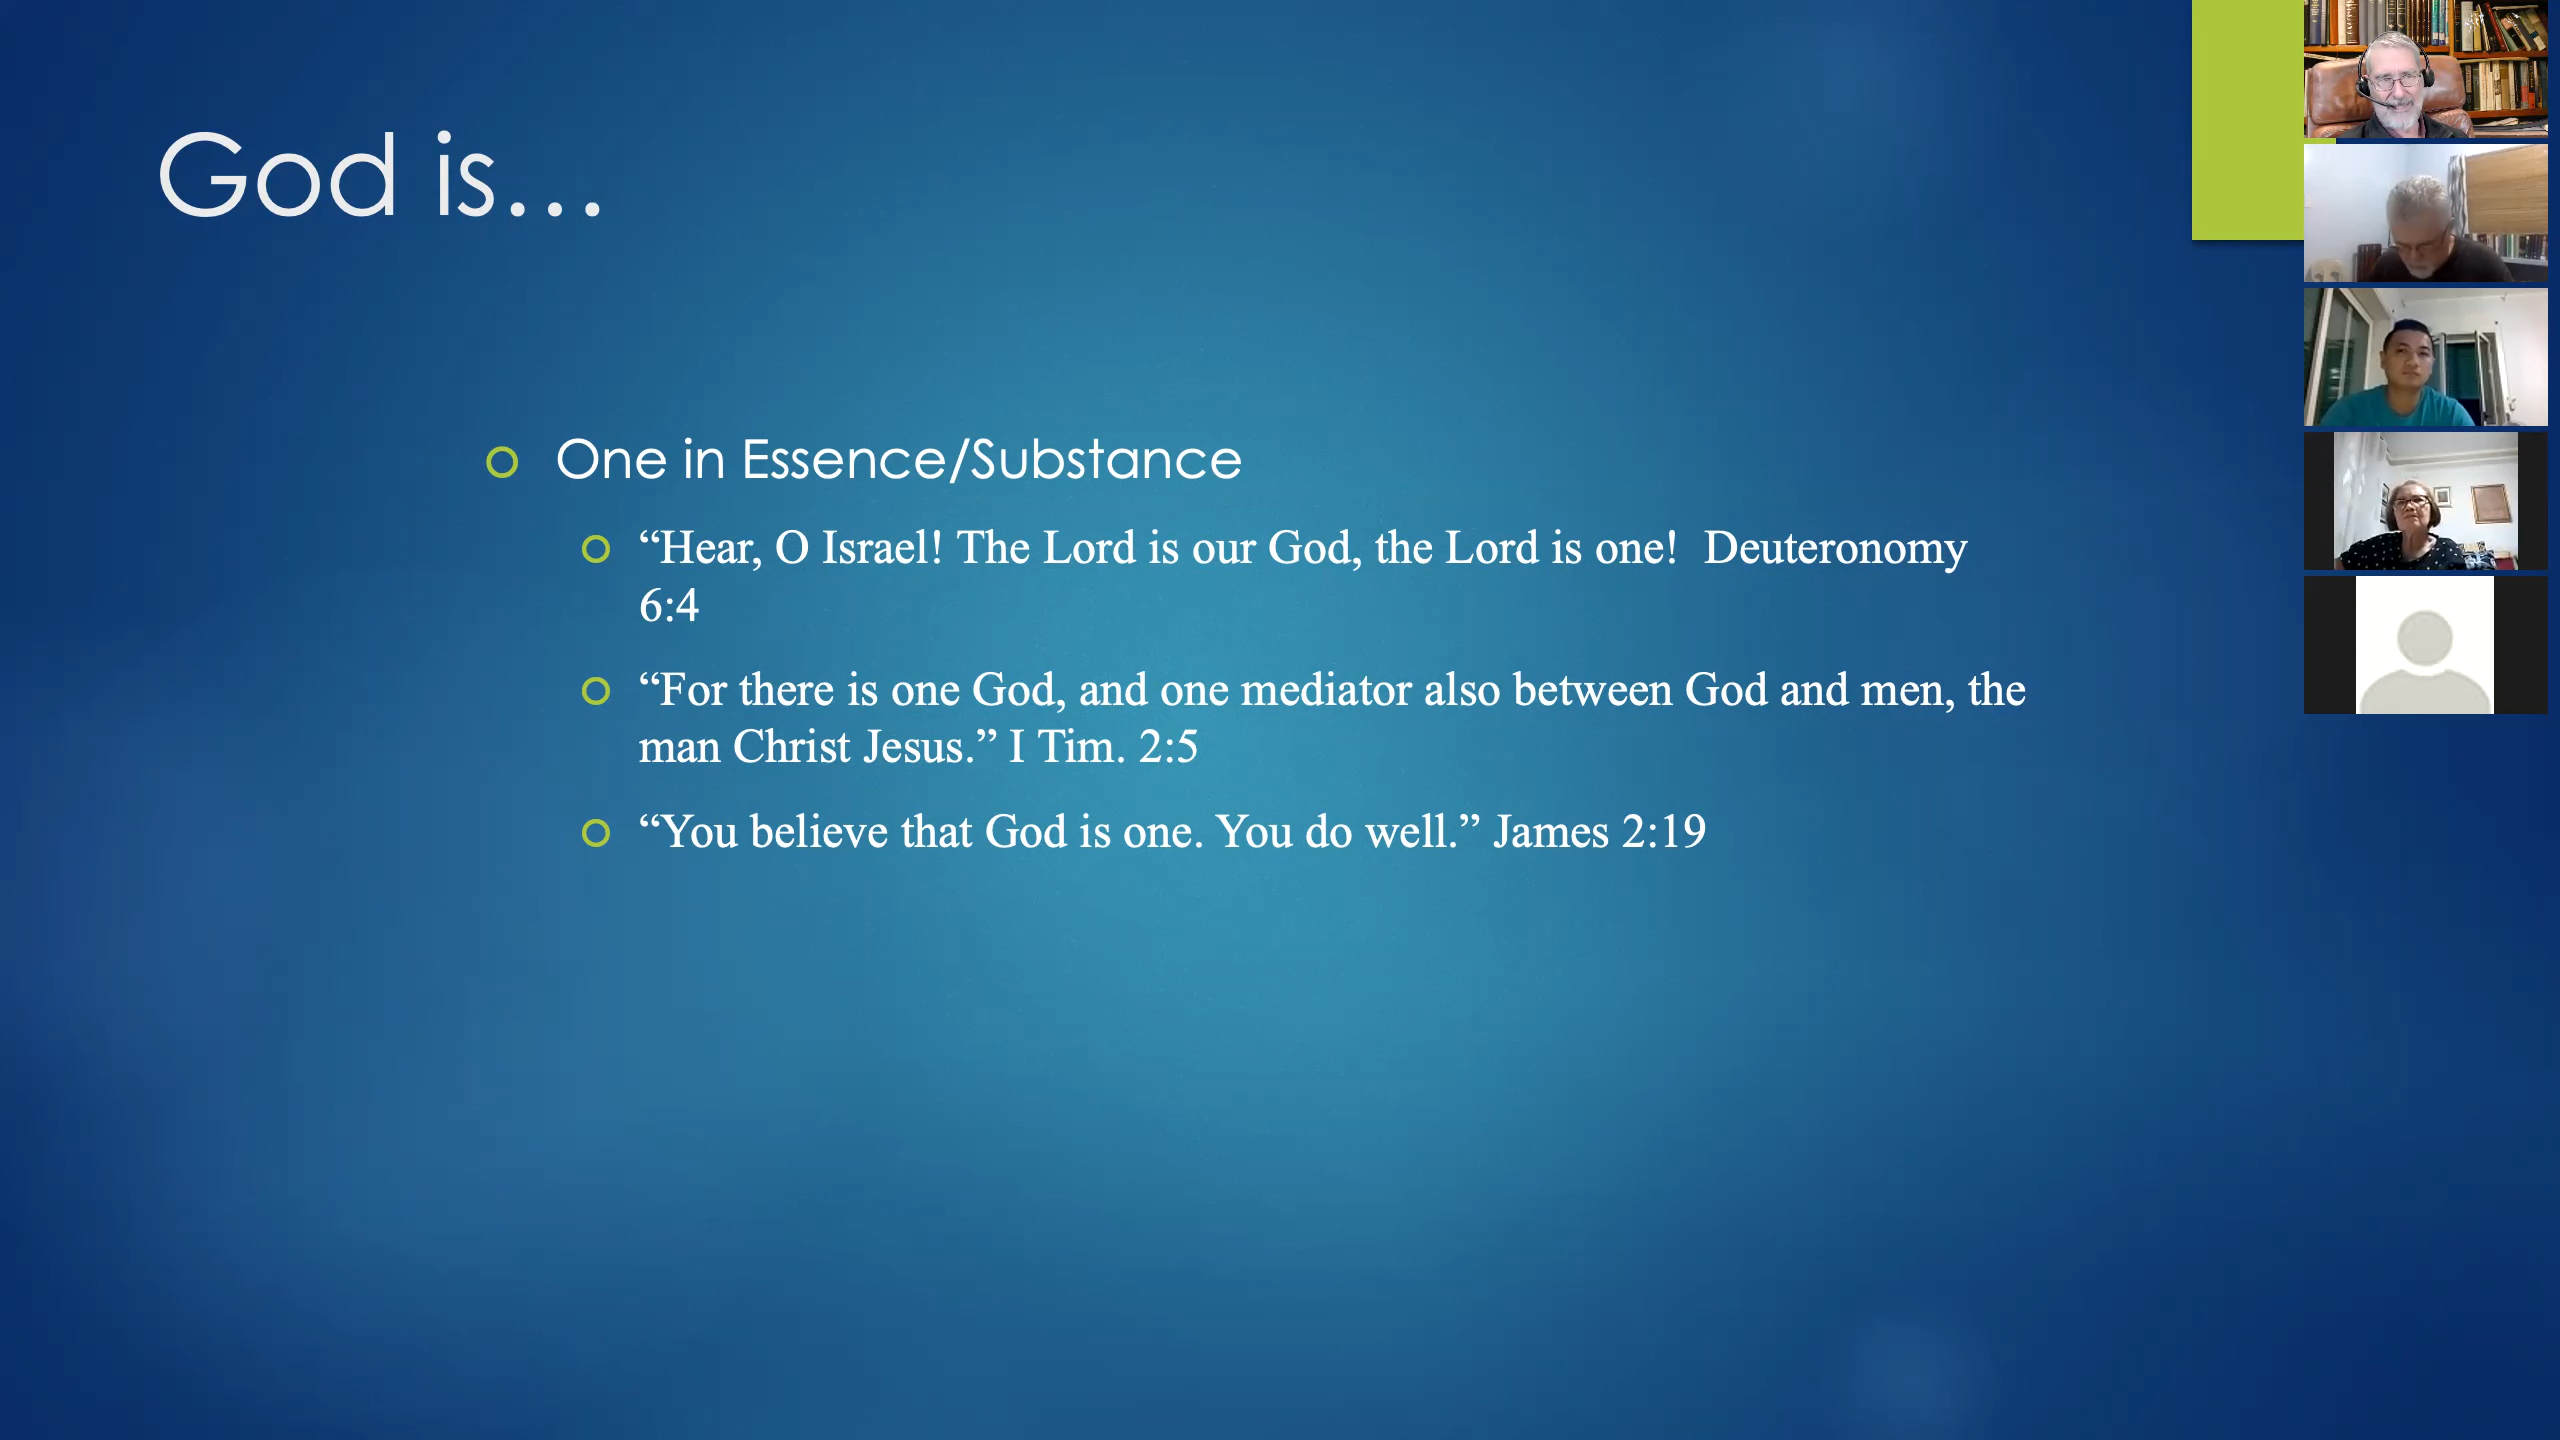 God is…
One in Essence/Substance
“Hear, O Israel! The Lord is our God, the Lord is one!  Deuteronomy
6:4
“For there is one God, and one mediator also between God and men, the
man Christ Jesus.” I Tim. 2:5
“You believe that God is one. You do well.” James 2:19